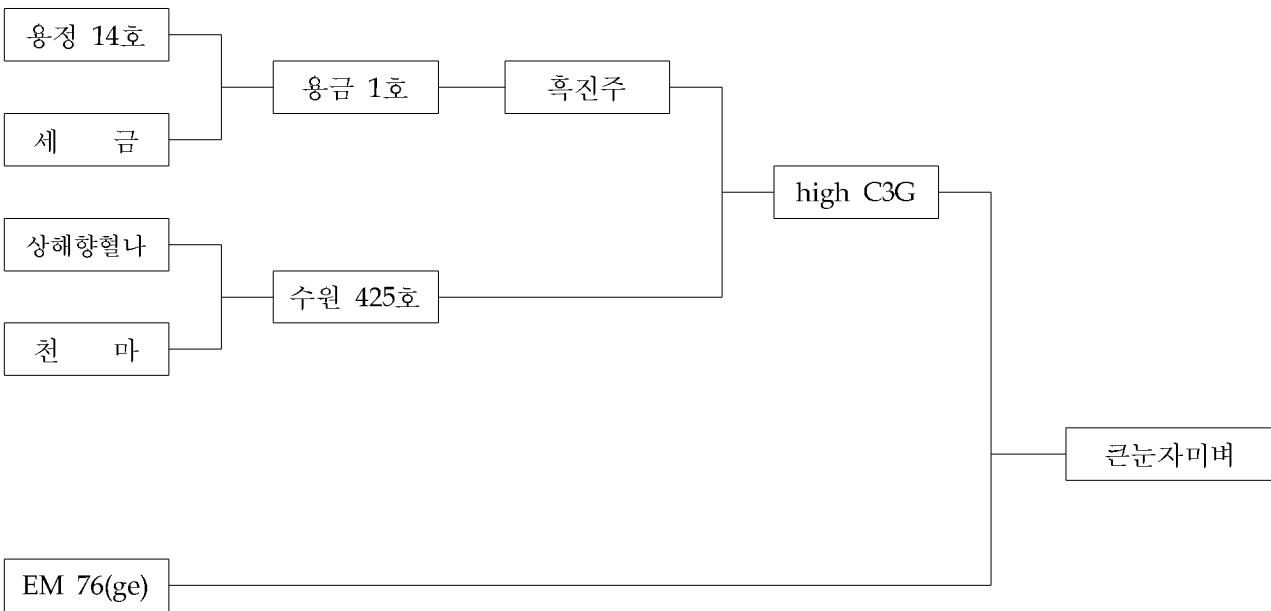 용정 14호
용금 1호
흑진주
세 금
high C3G
상해향혈나
수원 425호
천 마
큰눈자미벼
EM 76(ge)